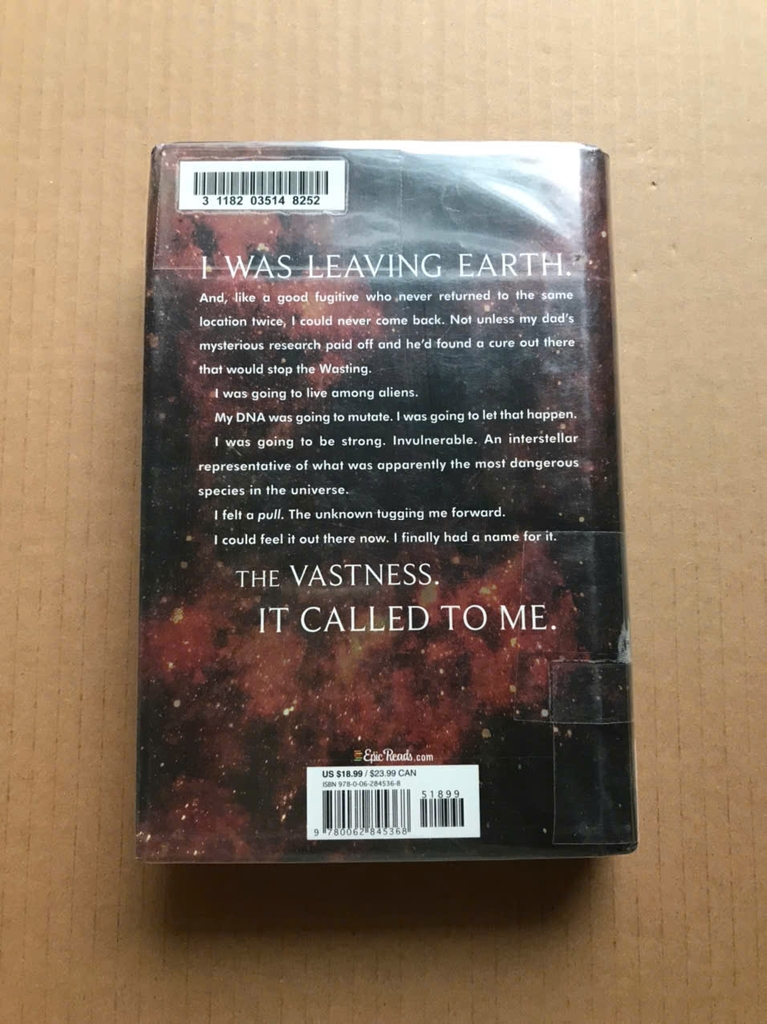 3 1182 03514 8252
I WAS LEAVING EARTH.
And, like a good fugitive who never returned to the same
location twice, I could never come back. Not unless my dad's
mysterious research paid off and he'd found a cure out there
that would stop the Wasting.
I was going to live among aliens.
My DNA was going to mutate. I was going to let that happen.
I was going to be strong. Invulnerable. An interstellar
representative of what was apparently the most dangerous
species in the universe.
I felt a pull. The unknown tugging me forward.
I could feel it out there now. I finally had a name for it.
THE VASTNESS.
IT CALLED TO ME.
EpicReads.com
US $18.99 / $23.99 CAN
ISBN 978-0-06-284536-8
51899
9 780062 845368